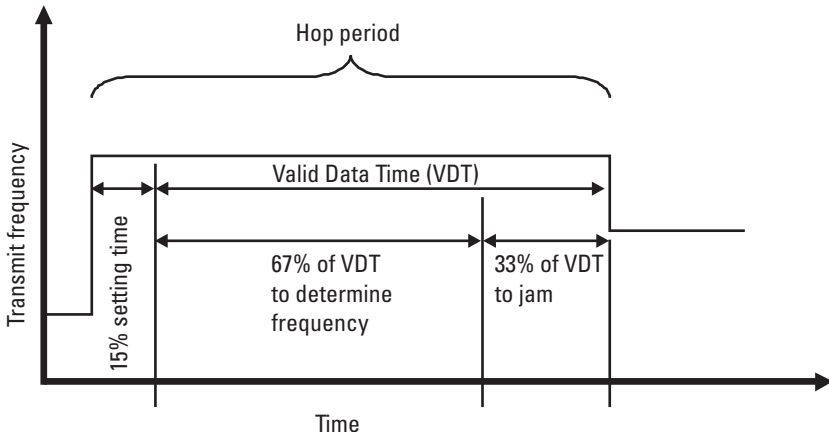 Hop period
Transmit frequency
Valid Data Time (VDT)
15% setting time
67% of VDT
to determine
frequency
33% of VDT
to jam
Time